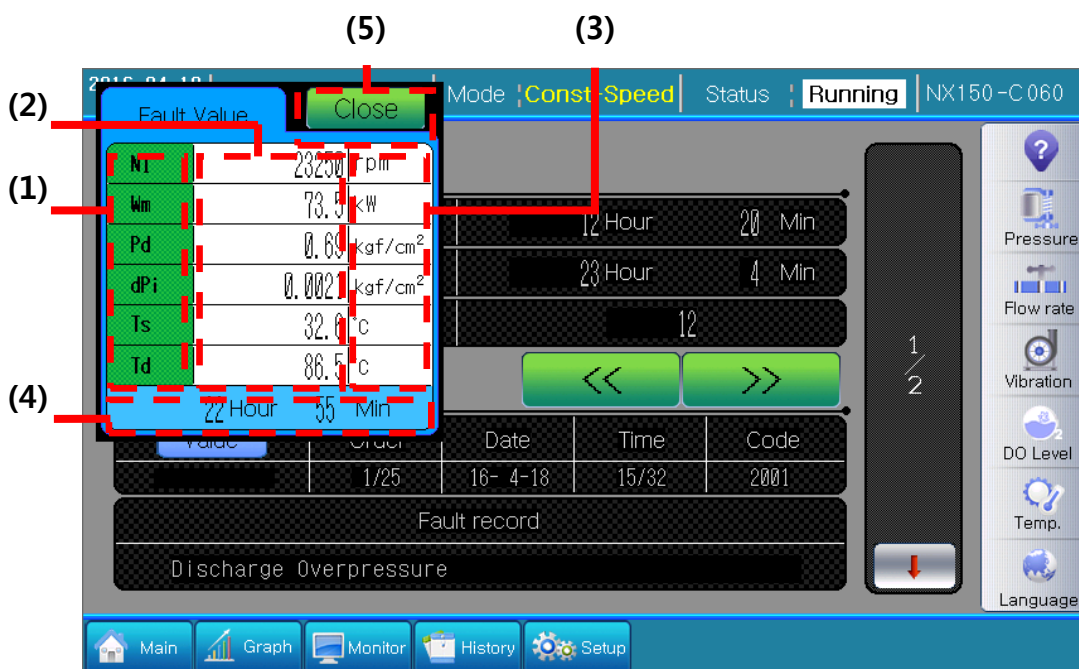 (5) (3)
Mode Const-Speed Status Running NX150-C060
(2)
Fault Value Close
(1)
N1 23250 rpm
Wm 73.5 kW
Pd 0.69 kgf/cm²
dPi 0.0021 kgf/cm²
Ts 32.6 °c
Td 86.5 °c
22 Hour 55 Min
(4)
12 Hour 20 Min
23 Hour 4 Min
12
<< >>
1/2
Value Order Date Time Code
1/25 16- 4-18 15/32 2001
Fault record
Discharge Overpressure
?
Pressure
Flow rate
Vibration
DO Level
Temp.
Language
Main Graph Monitor History Setup